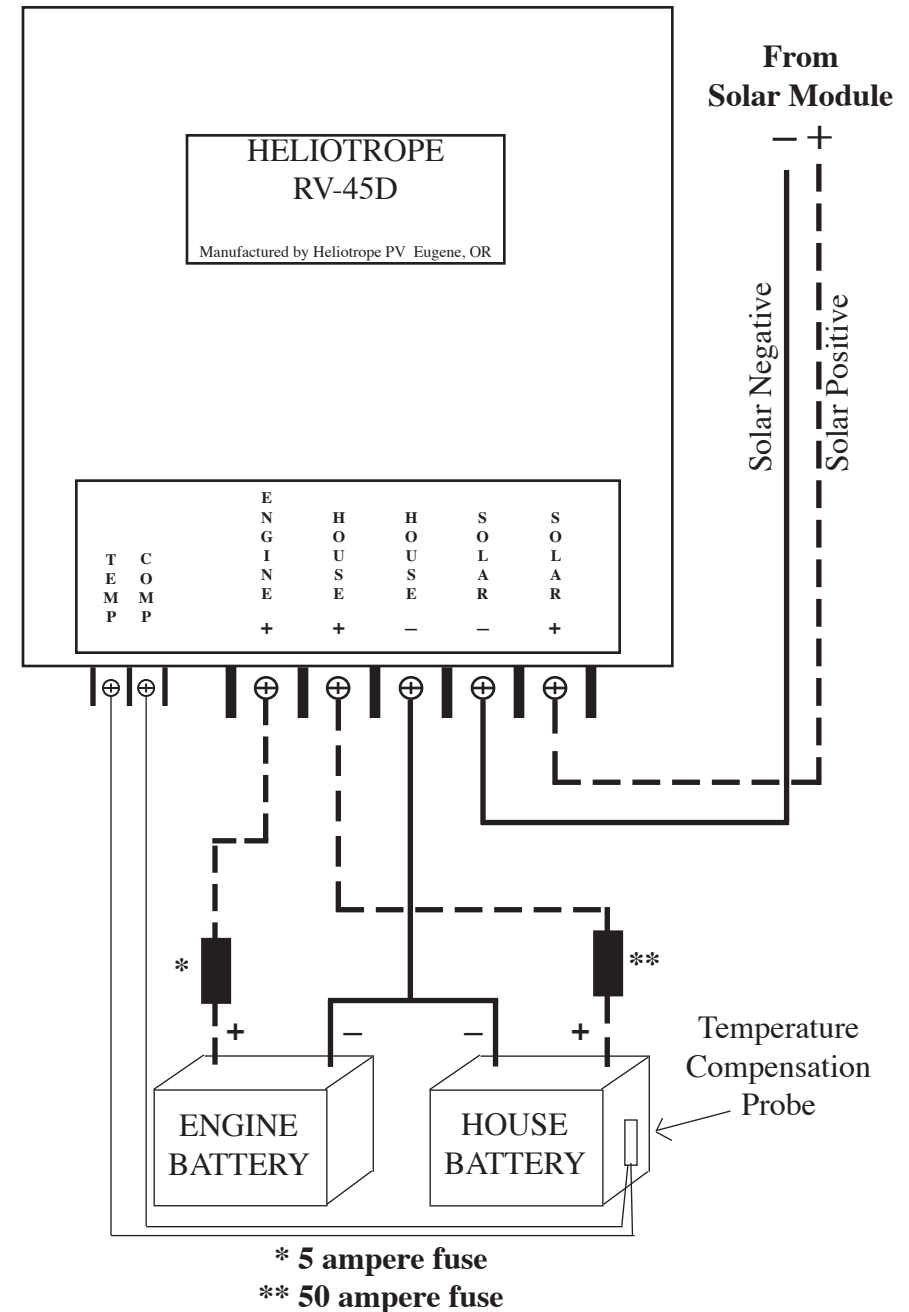 From
Solar Module
– +
HELIOTROPE
RV-45D
Manufactured by Heliotrope PV Eugene, OR
Solar Negative
Solar Positive
TEMP
COMP
ENGINE +
HOUSE +
HOUSE –
SOLAR –
SOLAR +
*
**
+
–
–
+
Temperature
Compensation
Probe
ENGINE
BATTERY
HOUSE
BATTERY
* 5 ampere fuse
** 50 ampere fuse